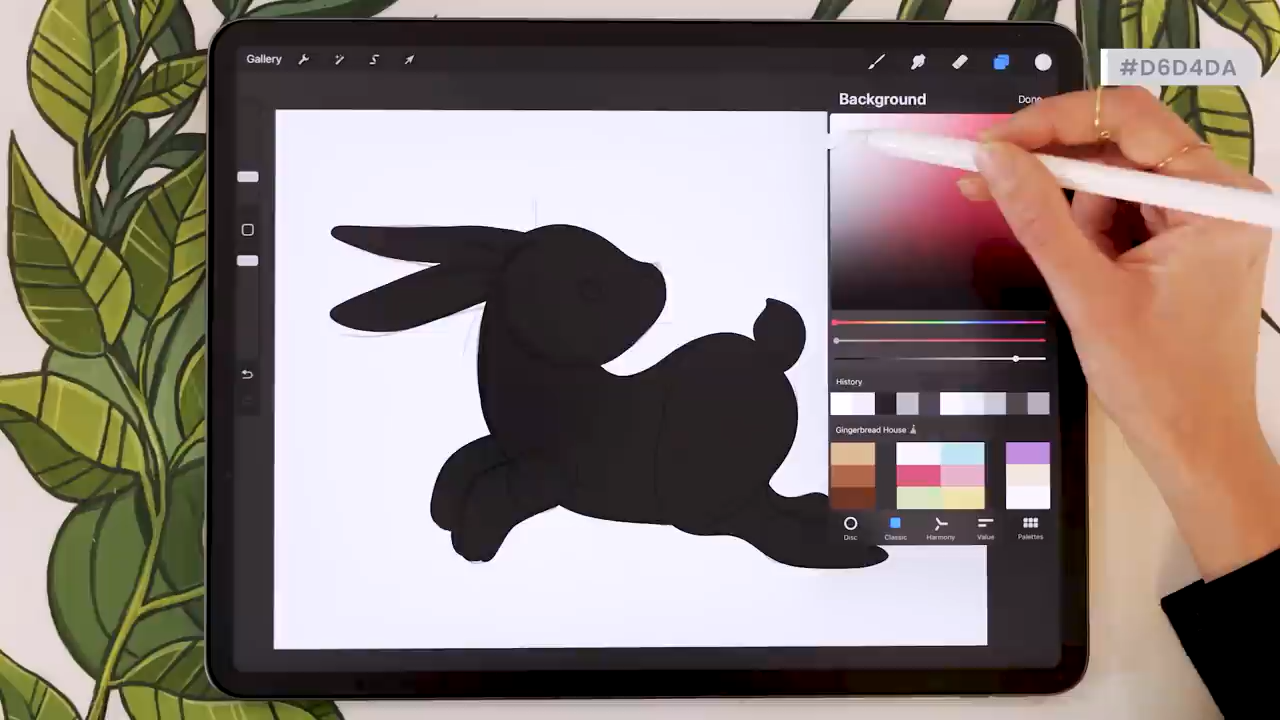 Gallery
#D6D4DA
Background
Done
History
Gingerbread House
Disc
Classic
Harmony
Value
Palettes